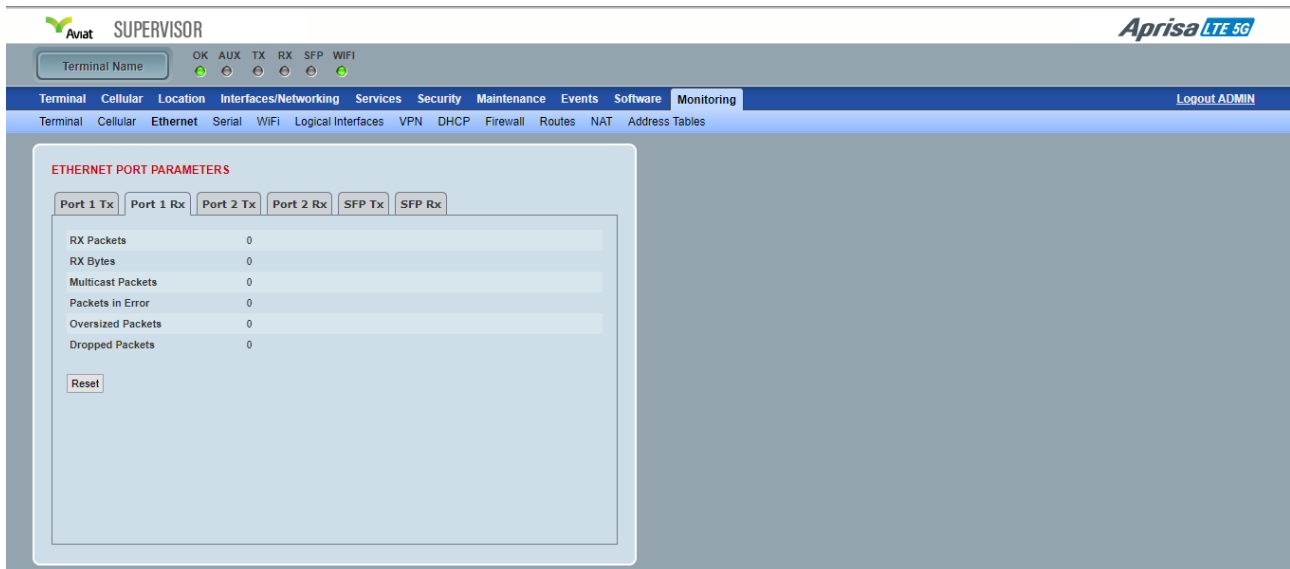 Aviat SUPERVISOR
Aprisa LTE 5G
Terminal Name
OK AUX TX RX SFP WIFI
Terminal Cellular Location Interfaces/Networking Services Security Maintenance Events Software Monitoring Logout ADMIN
Terminal Cellular Ethernet Serial WiFi Logical Interfaces VPN DHCP Firewall Routes NAT Address Tables
ETHERNET PORT PARAMETERS
Port 1 Tx Port 1 Rx Port 2 Tx Port 2 Rx SFP Tx SFP Rx
RX Packets 0
RX Bytes 0
Multicast Packets 0
Packets in Error 0
Oversized Packets 0
Dropped Packets 0
Reset